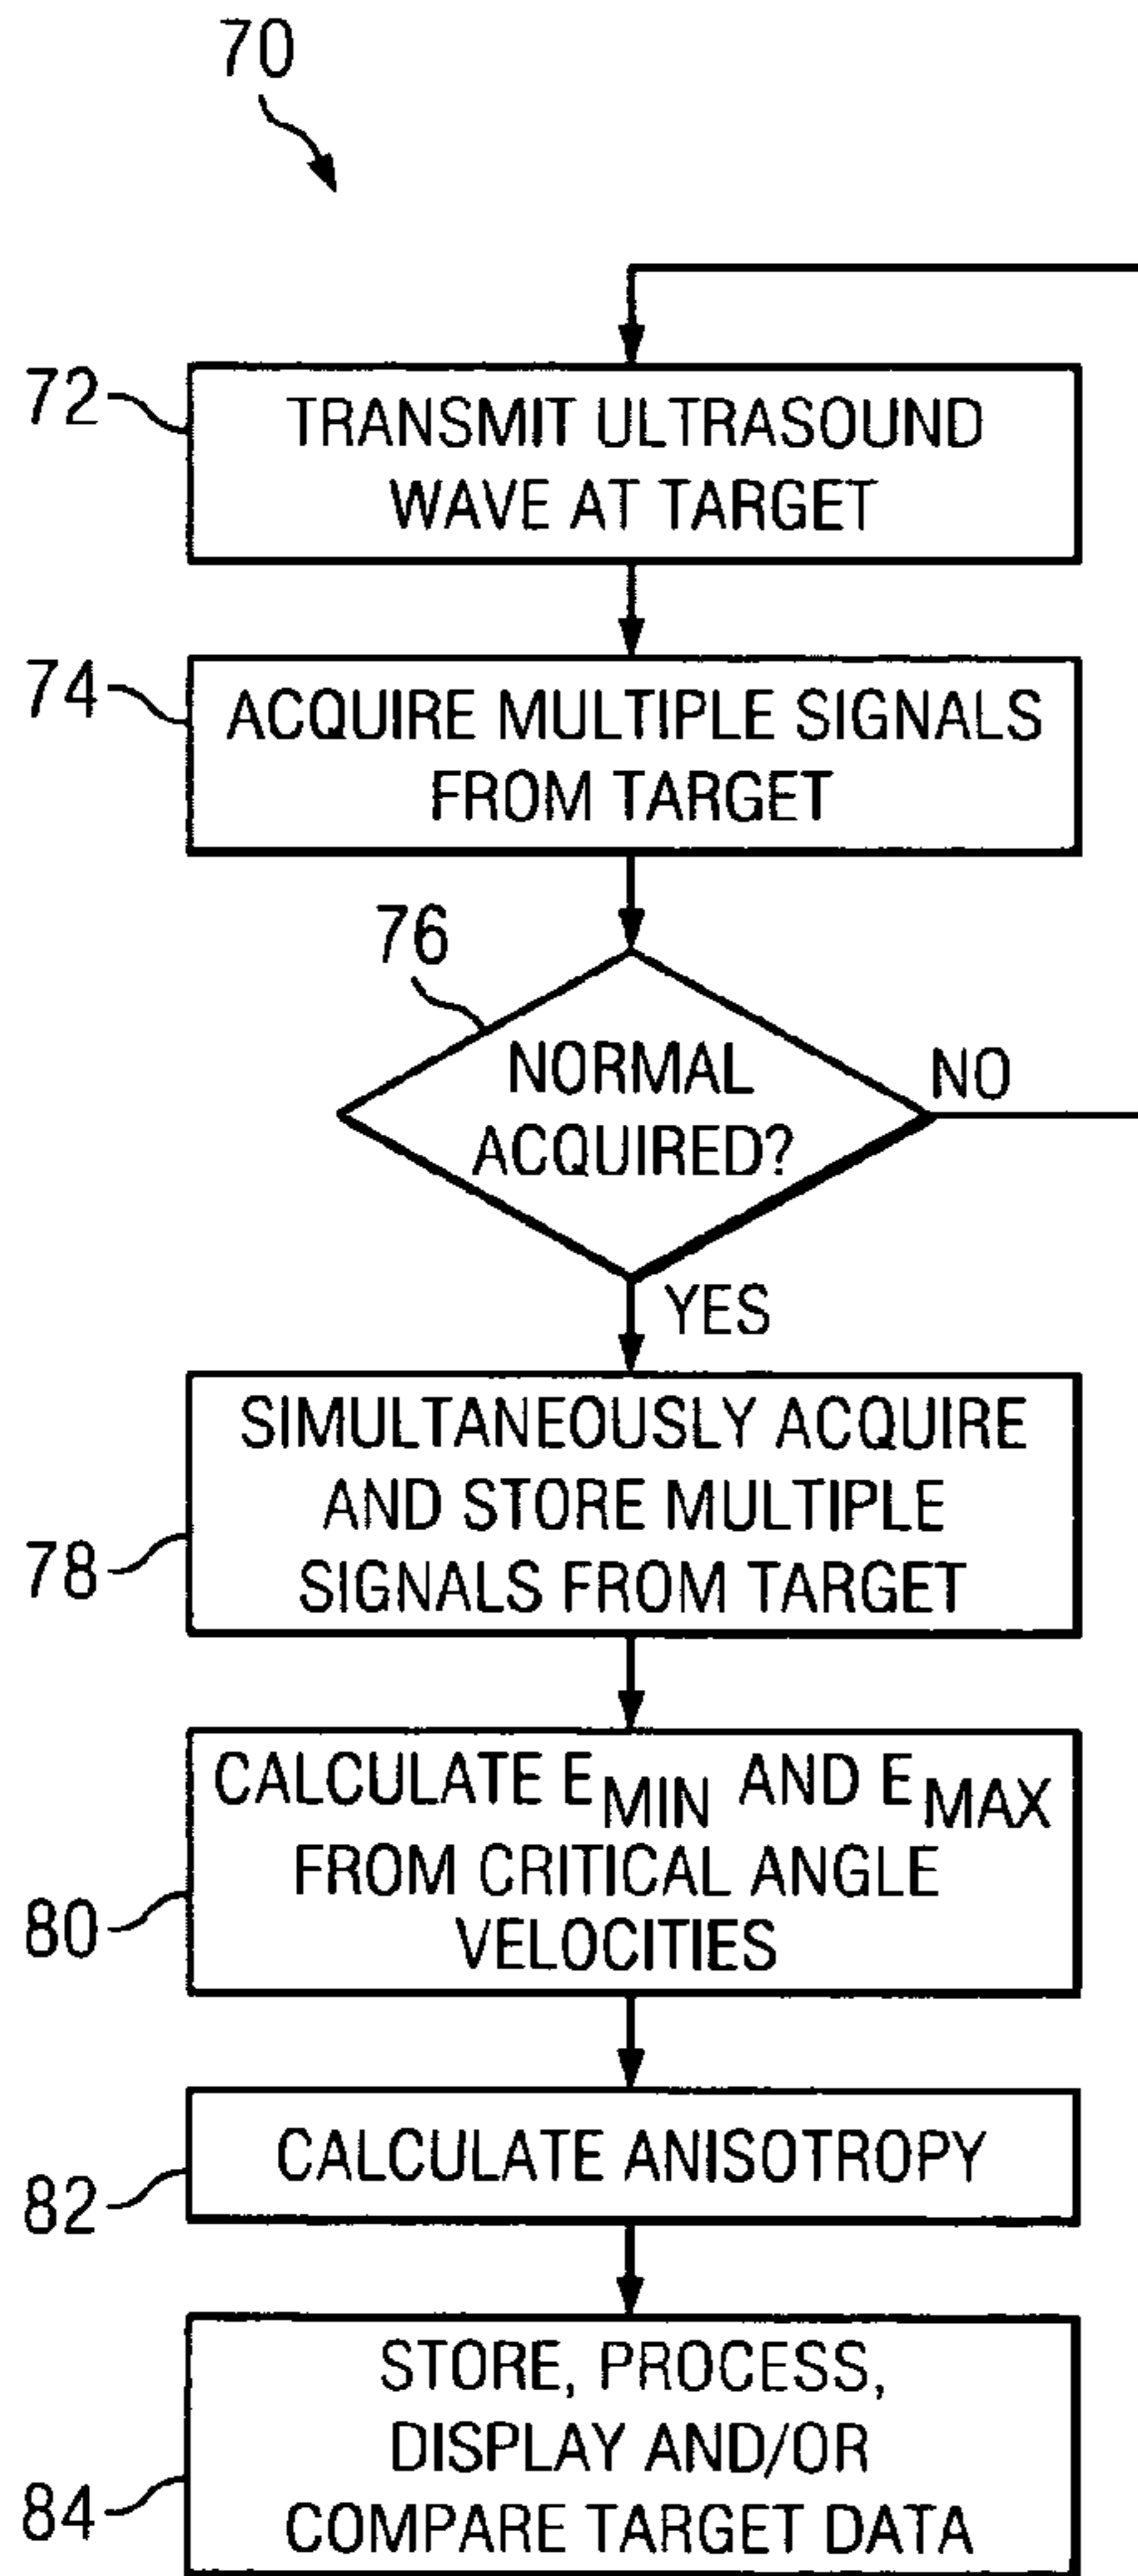 70
72
TRANSMIT ULTRASOUND
WAVE AT TARGET
74
ACQUIRE MULTIPLE SIGNALS
FROM TARGET
76
NORMAL
ACQUIRED?
NO
YES
78
SIMULTANEOUSLY ACQUIRE
AND STORE MULTIPLE
SIGNALS FROM TARGET
80
CALCULATE EMIN AND EMAX
FROM CRITICAL ANGLE
VELOCITIES
82
CALCULATE ANISOTROPY
84
STORE, PROCESS,
DISPLAY AND/OR
COMPARE TARGET DATA